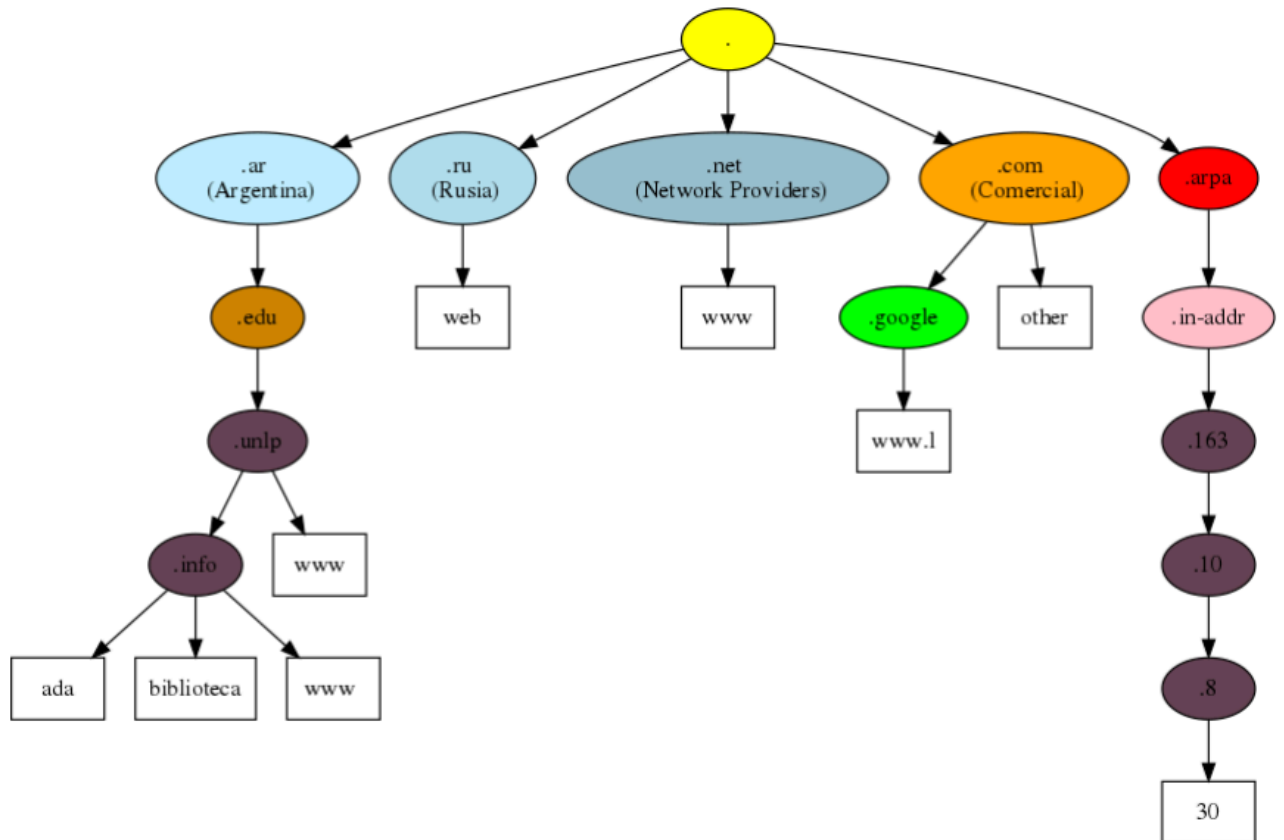 .
.ar
(Argentina)
.ru
(Rusia)
.net
(Network Providers)
.com
(Comercial)
.arpa
.edu
web
www
.google
other
.in-addr
.unlp
www.l
.163
.info
www
.10
ada
biblioteca
www
.8
30